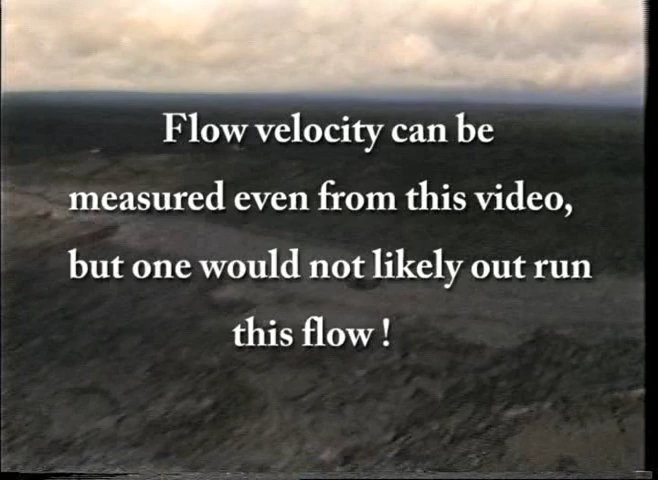 Flow velocity can be
measured even from this video,
but one would not likely out run
this flow !